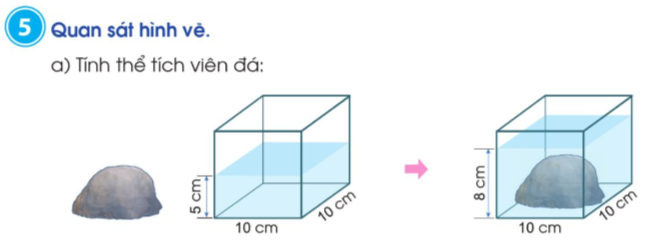 5 Quan sát hình vẽ.
a) Tính thể tích viên đá:
5 cm
10 cm
10 cm
8 cm
10 cm
10 cm